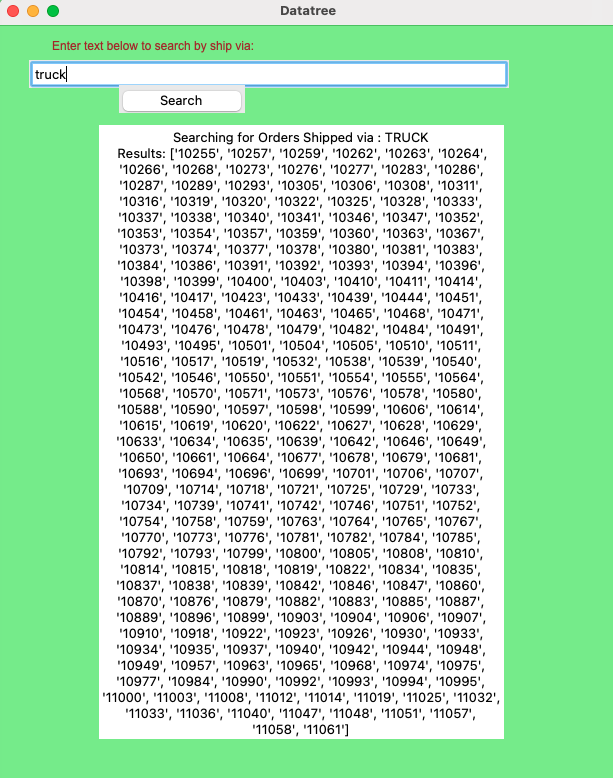 Datatree
Enter text below to search by ship via:
truck
Search
Searching for Orders Shipped via : TRUCK
Results: ['10255', '10257', '10259', '10262', '10263', '10264',
'10266', '10268', '10273', '10276', '10277', '10283', '10286',
'10287', '10289', '10293', '10305', '10306', '10308', '10311',
'10316', '10319', '10320', '10322', '10325', '10328', '10333',
'10337', '10338', '10340', '10341', '10346', '10347', '10352',
'10353', '10354', '10357', '10359', '10360', '10363', '10367',
'10373', '10374', '10377', '10378', '10380', '10381', '10383',
'10384', '10386', '10391', '10392', '10393', '10394', '10396',
'10398', '10399', '10400', '10403', '10410', '10411', '10414',
'10416', '10417', '10423', '10433', '10439', '10444', '10451',
'10454', '10458', '10461', '10463', '10465', '10468', '10471',
'10473', '10476', '10478', '10479', '10482', '10484', '10491',
'10493', '10495', '10501', '10504', '10505', '10510', '10511',
'10516', '10517', '10519', '10532', '10538', '10539', '10540',
'10542', '10546', '10550', '10551', '10554', '10555', '10564',
'10568', '10570', '10571', '10573', '10576', '10578', '10580',
'10588', '10590', '10597', '10598', '10599', '10606', '10614',
'10615', '10619', '10620', '10622', '10627', '10628', '10629',
'10633', '10634', '10635', '10639', '10642', '10646', '10649',
'10650', '10661', '10664', '10677', '10678', '10679', '10681',
'10693', '10694', '10696', '10699', '10701', '10706', '10707',
'10709', '10714', '10718', '10721', '10725', '10729', '10733',
'10734', '10739', '10741', '10742', '10746', '10751', '10752',
'10754', '10758', '10759', '10763', '10764', '10765', '10767',
'10770', '10773', '10776', '10781', '10782', '10784', '10785',
'10792', '10793', '10799', '10800', '10805', '10808', '10810',
'10814', '10815', '10818', '10819', '10822', '10834', '10835',
'10837', '10838', '10839', '10842', '10846', '10847', '10860',
'10870', '10876', '10879', '10882', '10883', '10885', '10887',
'10889', '10896', '10899', '10903', '10904', '10906', '10907',
'10910', '10918', '10922', '10923', '10926', '10930', '10933',
'10934', '10935', '10937', '10940', '10942', '10944', '10948',
'10949', '10957', '10963', '10965', '10968', '10974', '10975',
'10977', '10984', '10990', '10992', '10993', '10994', '10995',
'11000', '11003', '11008', '11012', '11014', '11019', '11025', '11032',
'11033', '11036', '11040', '11047', '11048', '11051', '11057',
'11058', '11061']